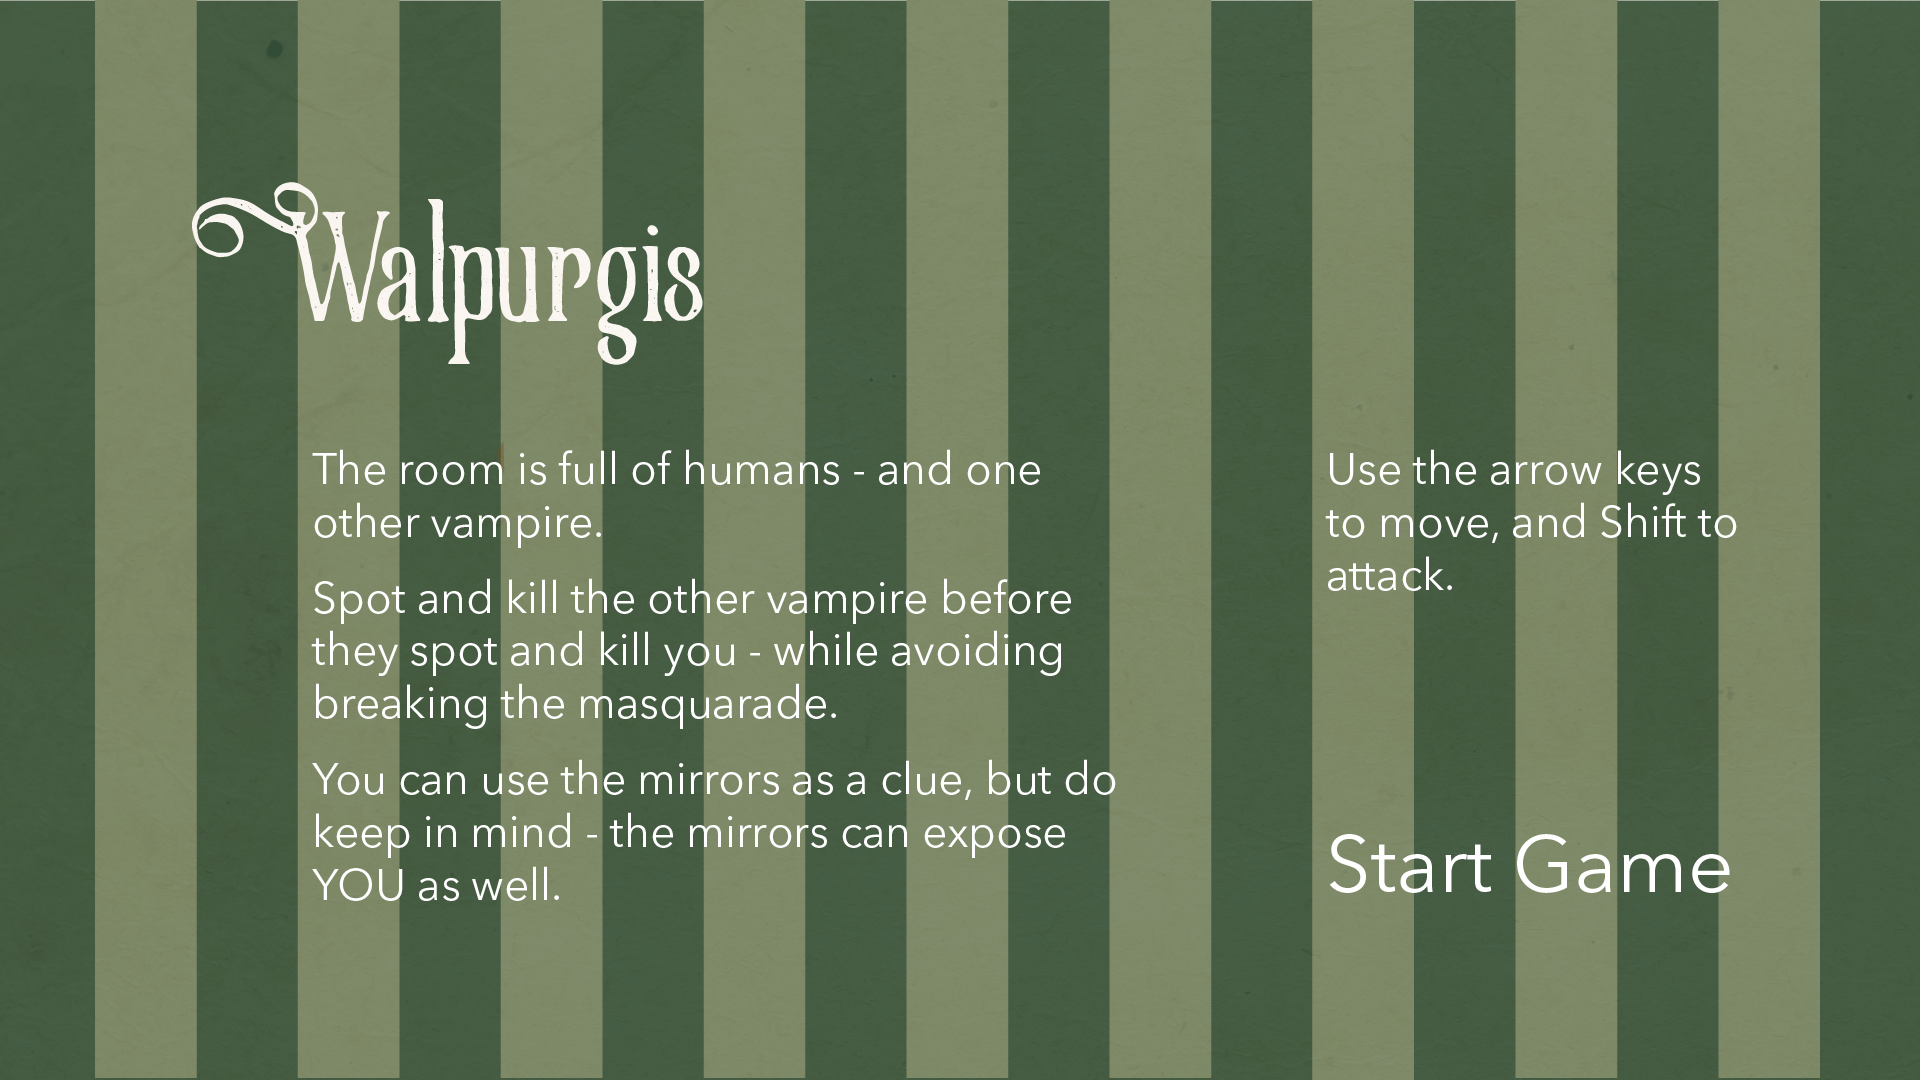 Walpurgis
The room is full of humans - and one
other vampire.
Spot and kill the other vampire before
they spot and kill you - while avoiding
breaking the masquarade.
You can use the mirrors as a clue, but do
keep in mind - the mirrors can expose
YOU as well.
Use the arrow keys
to move, and Shift to
attack.
Start Game